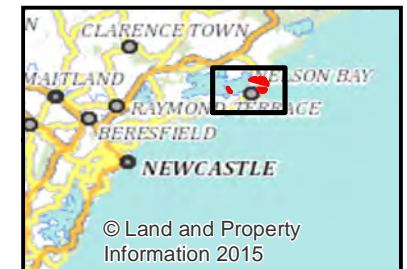 N CLARENCE TOWN
MAITLAND
NELSON BAY
RAYMOND TERRACE
BERESFIELD
NEWCASTLE
© Land and Property
Information 2015